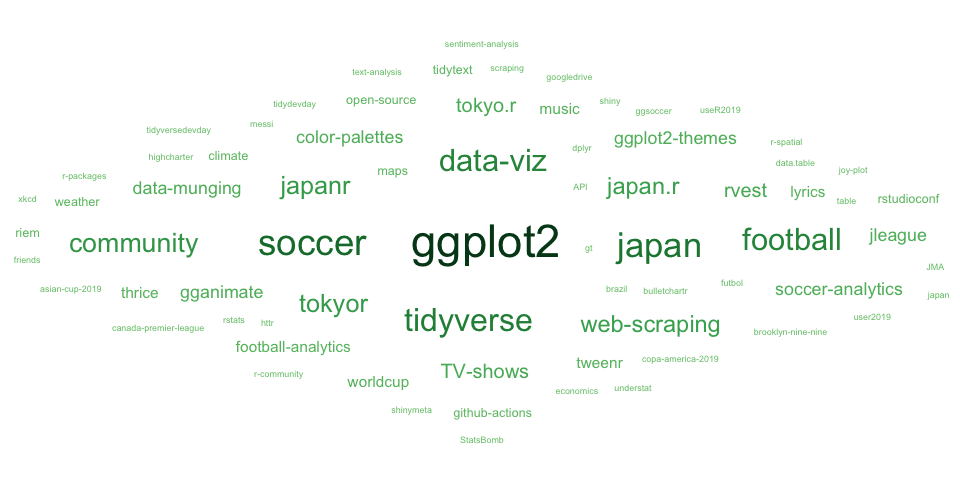 sentiment-analysis
text-analysis tidytext scraping
googledrive
tidydevday open-source tokyo.r music shiny ggsoccer useR2019
tidyversedevday messi color-palettes ggplot2-themes r-spatial
highcharter climate data-viz dplyr data.table
r-packages maps joy-plot
data-munging japanr API japan.r rvest lyrics
xkcd weather table rstudioconf
riem community soccer ggplot2 gt japan football jleague
friends JMA
asian-cup-2019 thrice gganimate brazil bulletchartr futbol soccer-analytics japan
tokyor
canada-premier-league rstats httr tidyverse web-scraping brooklyn-nine-nine user2019
football-analytics
r-community worldcup TV-shows tweenr copa-america-2019
economics understat
shinymeta github-actions
StatsBomb